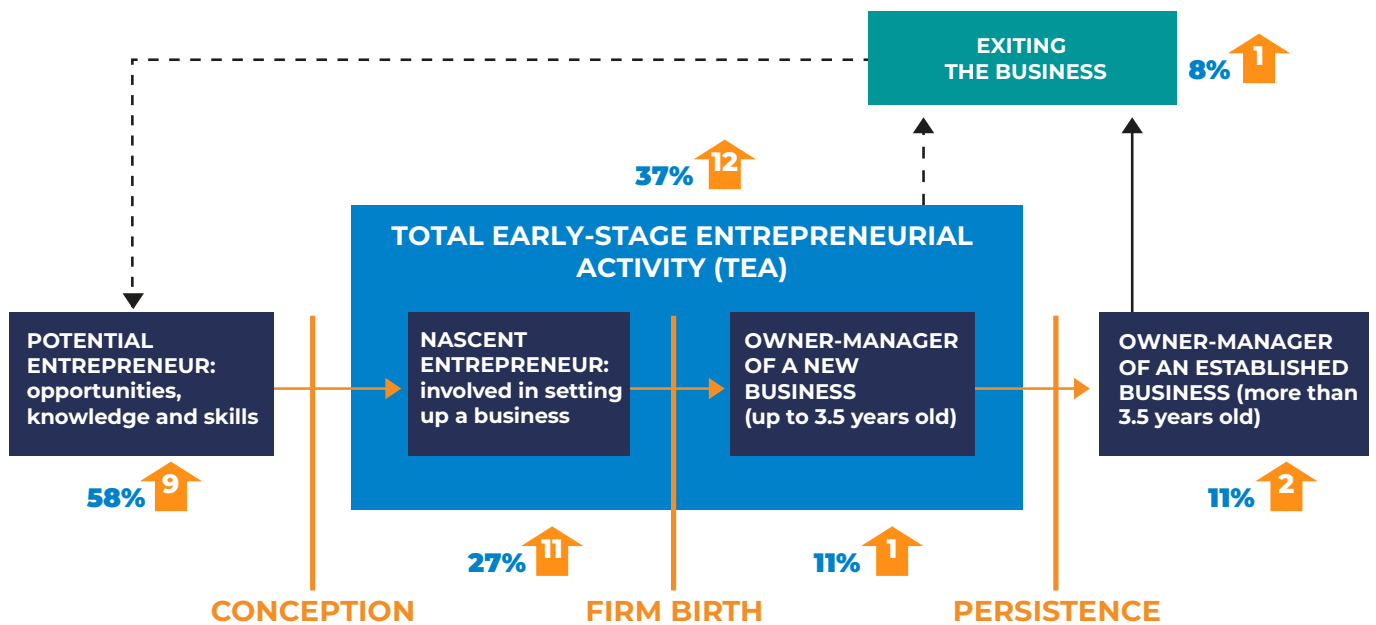 EXITING
THE BUSINESS
8%
1
37%
12
TOTAL EARLY-STAGE ENTREPRENEURIAL
ACTIVITY (TEA)
POTENTIAL
ENTREPRENEUR:
opportunities,
knowledge and skills
NASCENT
ENTREPRENEUR:
involved in setting
up a business
OWNER-MANAGER
OF A NEW
BUSINESS
(up to 3.5 years old)
OWNER-MANAGER
OF AN ESTABLISHED
BUSINESS (more than
3.5 years old)
58%
9
27%
11
11%
1
11%
2
CONCEPTION
FIRM BIRTH
PERSISTENCE